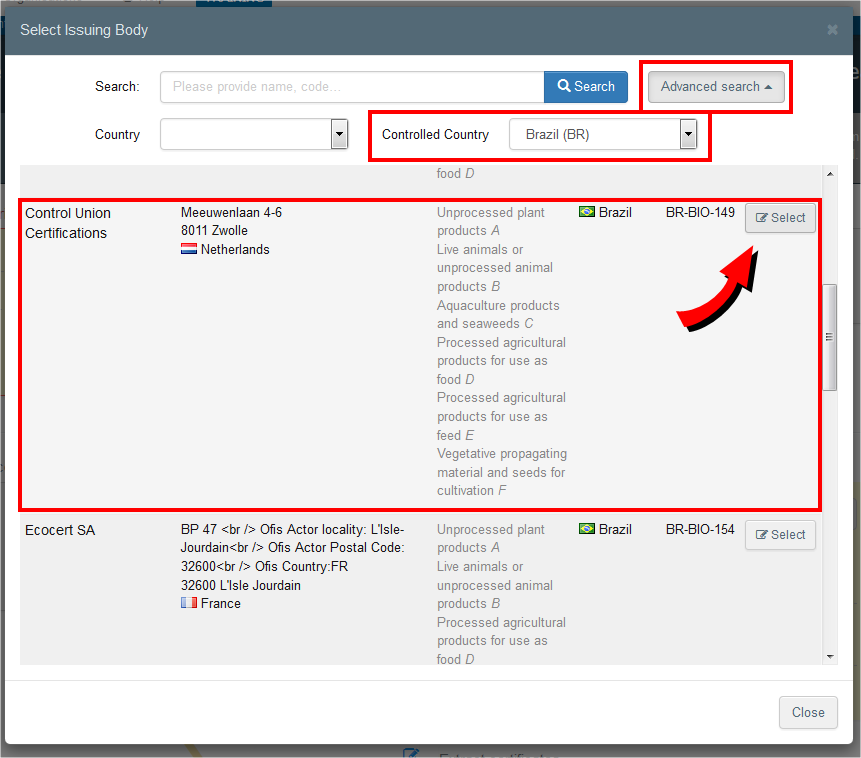 Select Issuing Body ×
Search: Please provide name, code... Search Advanced search
Country Controlled Country Brazil (BR)
food D
Control Union Meeuwenlaan 4-6 Unprocessed plant Brazil BR-BIO-149 Select
Certifications 8011 Zwolle products A
Netherlands Live animals or
unprocessed animal
products B
Aquaculture products
and seaweeds C
Processed agricultural
products for use as
food D
Processed agricultural
products for use as
feed E
Vegetative propagating
material and seeds for
cultivation F
Ecocert SA BP 47 <br /> Ofis Actor locality: L'Isle- Unprocessed plant Brazil BR-BIO-154 Select
Jourdain<br /> Ofis Actor Postal Code: products A
32600<br /> Ofis Country:FR Live animals or
32600 L'Isle Jourdain unprocessed animal
France products B
Processed agricultural
products for use as
food D
Close